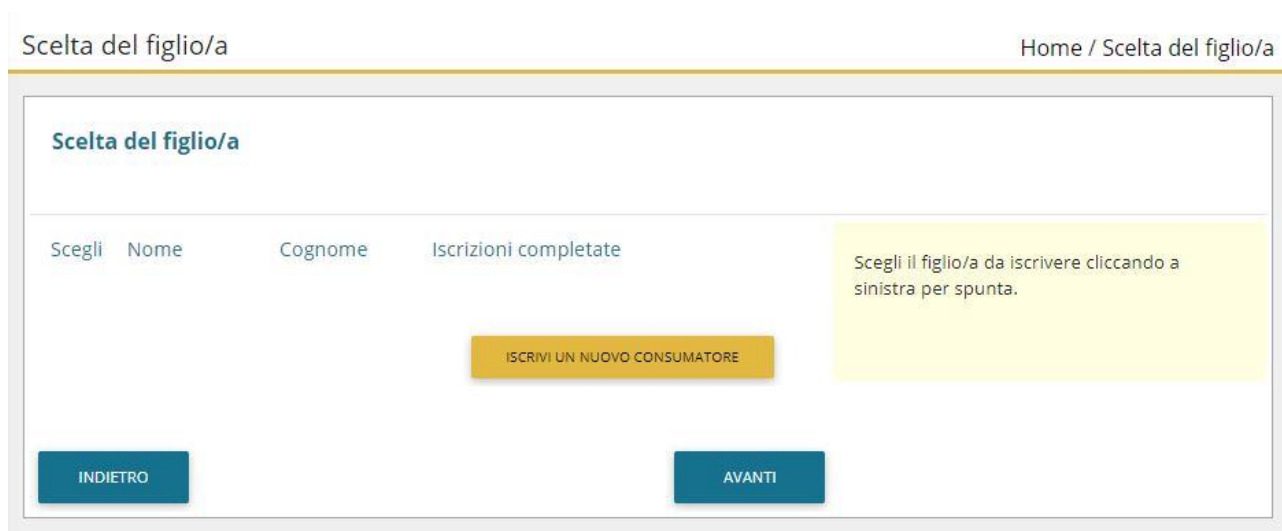 Scelta del figlio/a
Home / Scelta del figlio/a
Scelta del figlio/a
Scegli Nome Cognome Iscrizioni completate
Scegli il figlio/a da iscrivere cliccando a
sinistra per spunta.
ISCRIVI UN NUOVO CONSUMATORE
INDIETRO
AVANTI